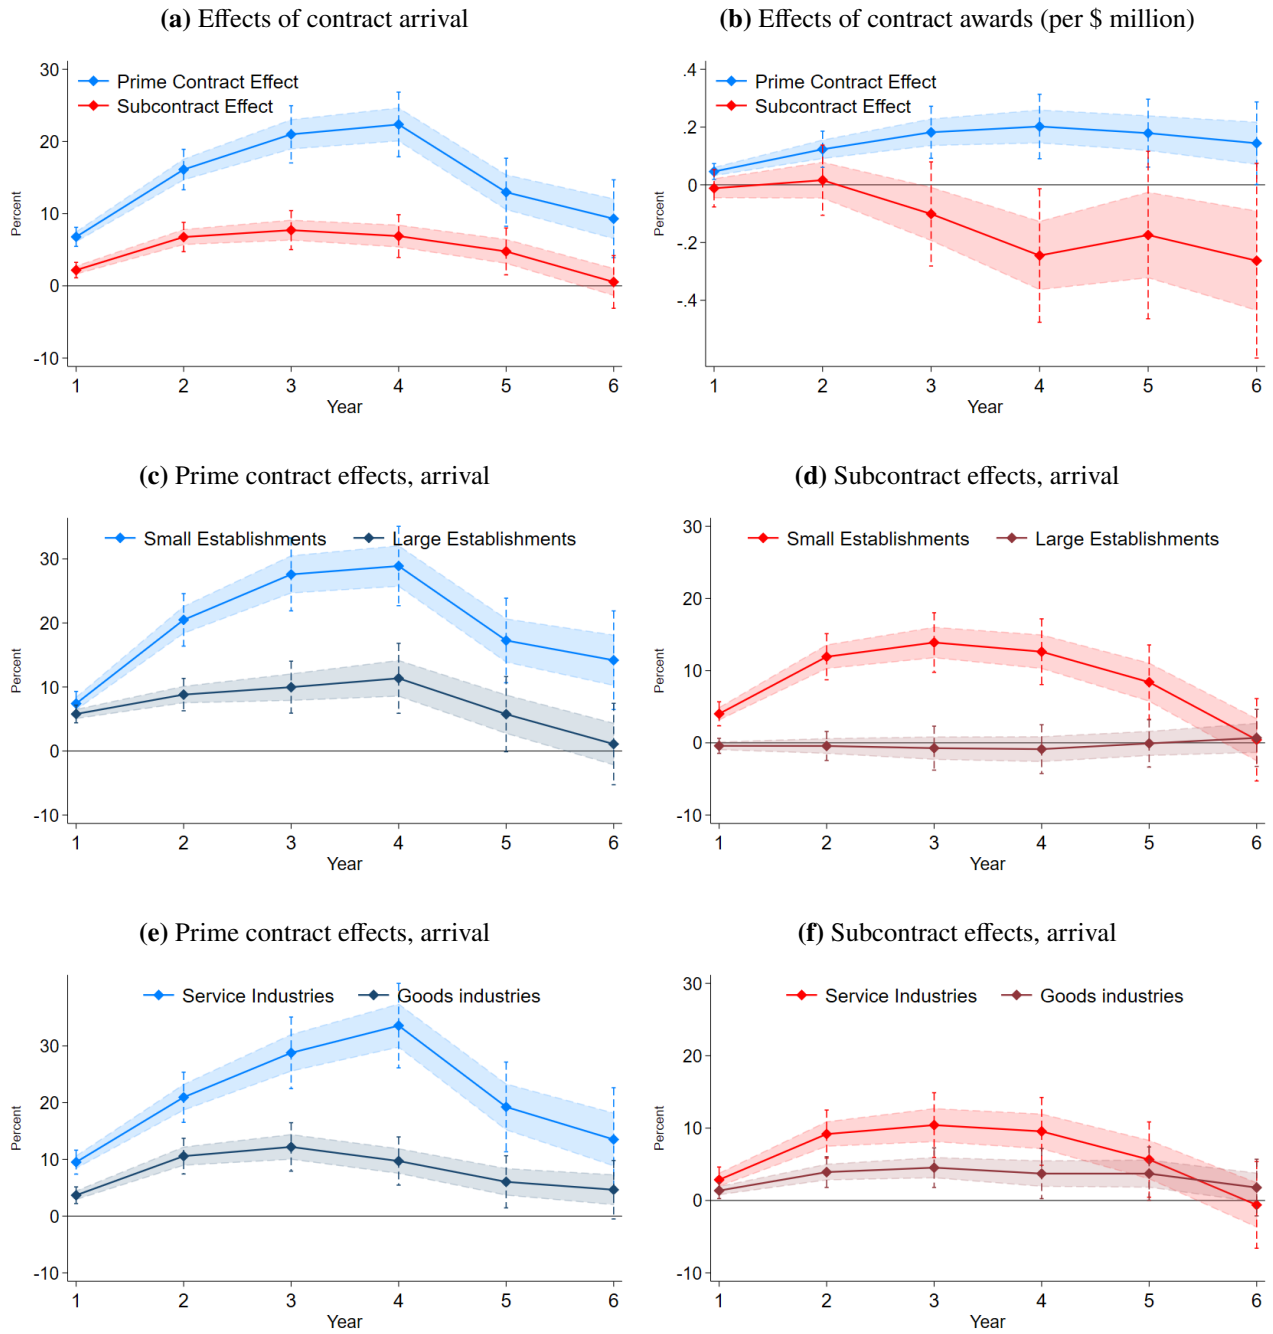 (a) Effects of contract arrival
30
20
10
0
-10
Percent
Prime Contract Effect
Subcontract Effect
1 2 3 4 5 6
Year
(b) Effects of contract awards (per $ million)
.4
.2
0
-.2
-.4
Percent
Prime Contract Effect
Subcontract Effect
1 2 3 4 5 6
Year
(c) Prime contract effects, arrival
30
20
10
0
-10
Percent
Small Establishments Large Establishments
1 2 3 4 5 6
Year
(d) Subcontract effects, arrival
30
20
10
0
-10
Percent
Small Establishments Large Establishments
1 2 3 4 5 6
Year
(e) Prime contract effects, arrival
30
20
10
0
-10
Percent
Service Industries Goods industries
1 2 3 4 5 6
Year
(f) Subcontract effects, arrival
30
20
10
0
-10
Percent
Service Industries Goods industries
1 2 3 4 5 6
Year